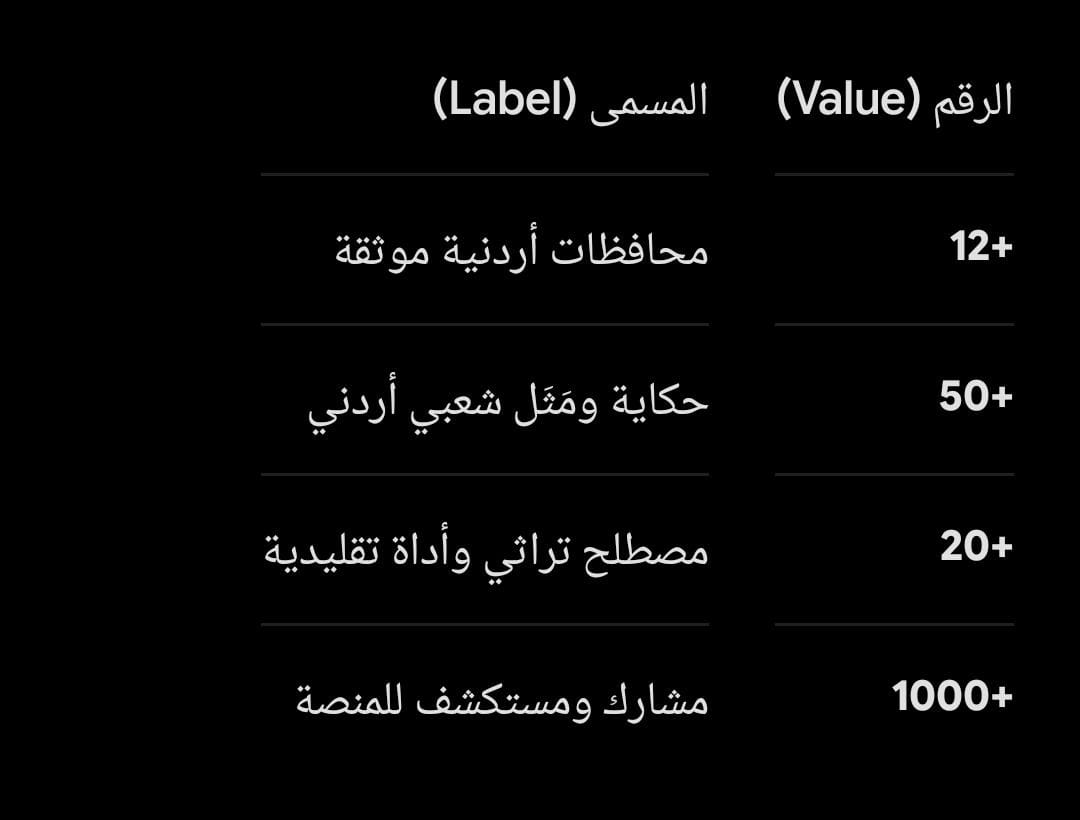 الرقم (Value) المسمى (Label)
12+ محافظات أردنية موثقة
50+ حكاية ومَثَل شعبي أردني
20+ مصطلح تراثي وأداة تقليدية
1000+ مشارك ومستكشف للمنصة